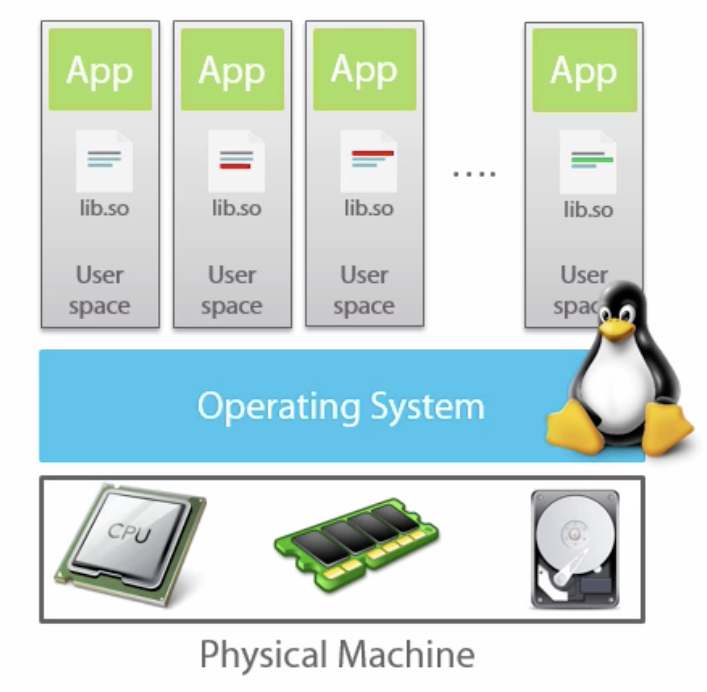 App App App App
lib.so lib.so lib.so .... lib.so
User User User User
space space space spac
Operating System
CPU
Physical Machine